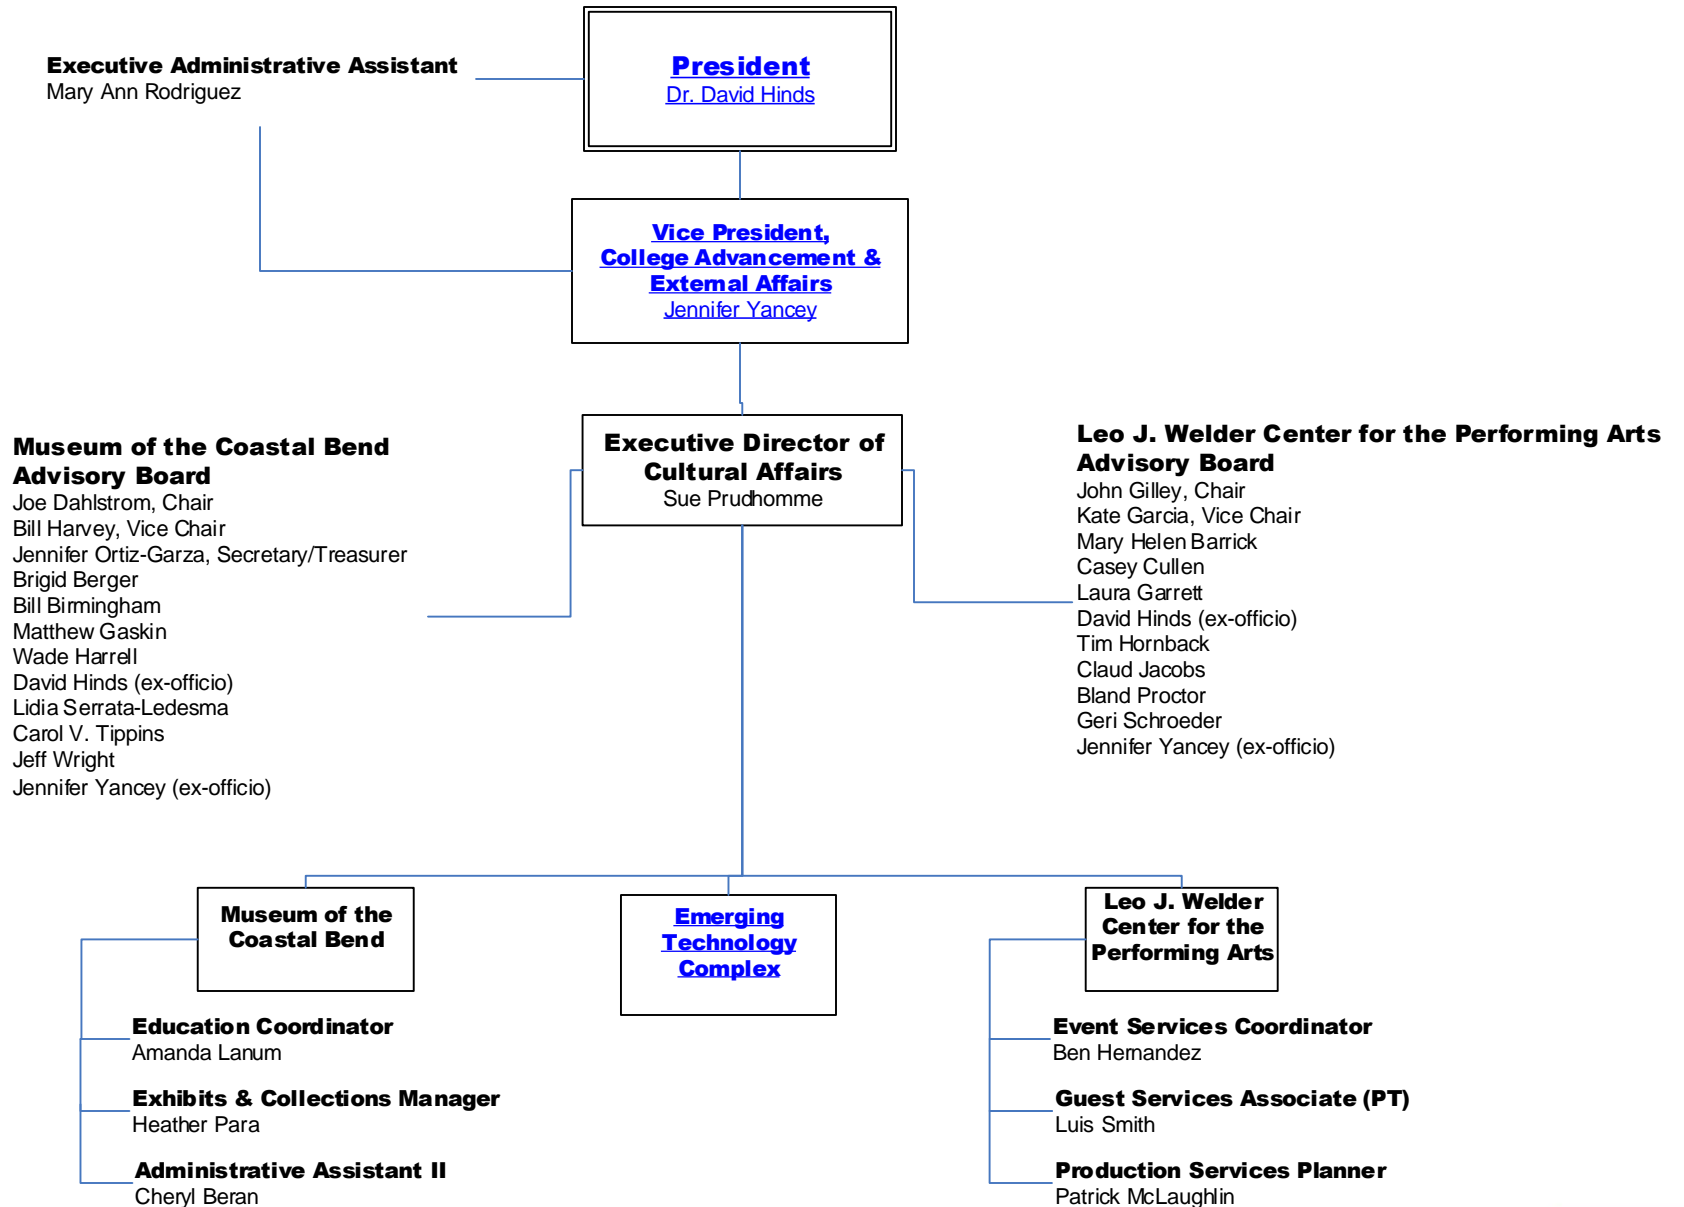 Executive Administrative Assistant
Mary Ann Rodriguez
President
Dr. David Hinds
Vice President,
College Advancement &
External Affairs
Jennifer Yancey
Executive Director of
Cultural Affairs
Sue Prudhomme
Museum of the Coastal Bend
Advisory Board
Joe Dahlstrom, Chair
Bill Harvey, Vice Chair
Jennifer Ortiz-Garza, Secretary/Treasurer
Brigid Berger
Bill Birmingham
Matthew Gaskin
Wade Harrell
David Hinds (ex-officio)
Lidia Serrata-Ledesma
Carol V. Tippins
Jeff Wright
Jennifer Yancey (ex-officio)
Leo J. Welder Center for the Performing Arts
Advisory Board
John Gilley, Chair
Kate Garcia, Vice Chair
Mary Helen Barrick
Casey Cullen
Laura Garrett
David Hinds (ex-officio)
Tim Hornback
Claud Jacobs
Bland Proctor
Geri Schroeder
Jennifer Yancey (ex-officio)
Museum of the
Coastal Bend
Education Coordinator
Amanda Lanum
Exhibits & Collections Manager
Heather Para
Administrative Assistant II
Cheryl Beran
Emerging
Technology
Complex
Leo J. Welder
Center for the
Performing Arts
Event Services Coordinator
Ben Hernandez
Guest Services Associate (PT)
Luis Smith
Production Services Planner
Patrick McLaughlin